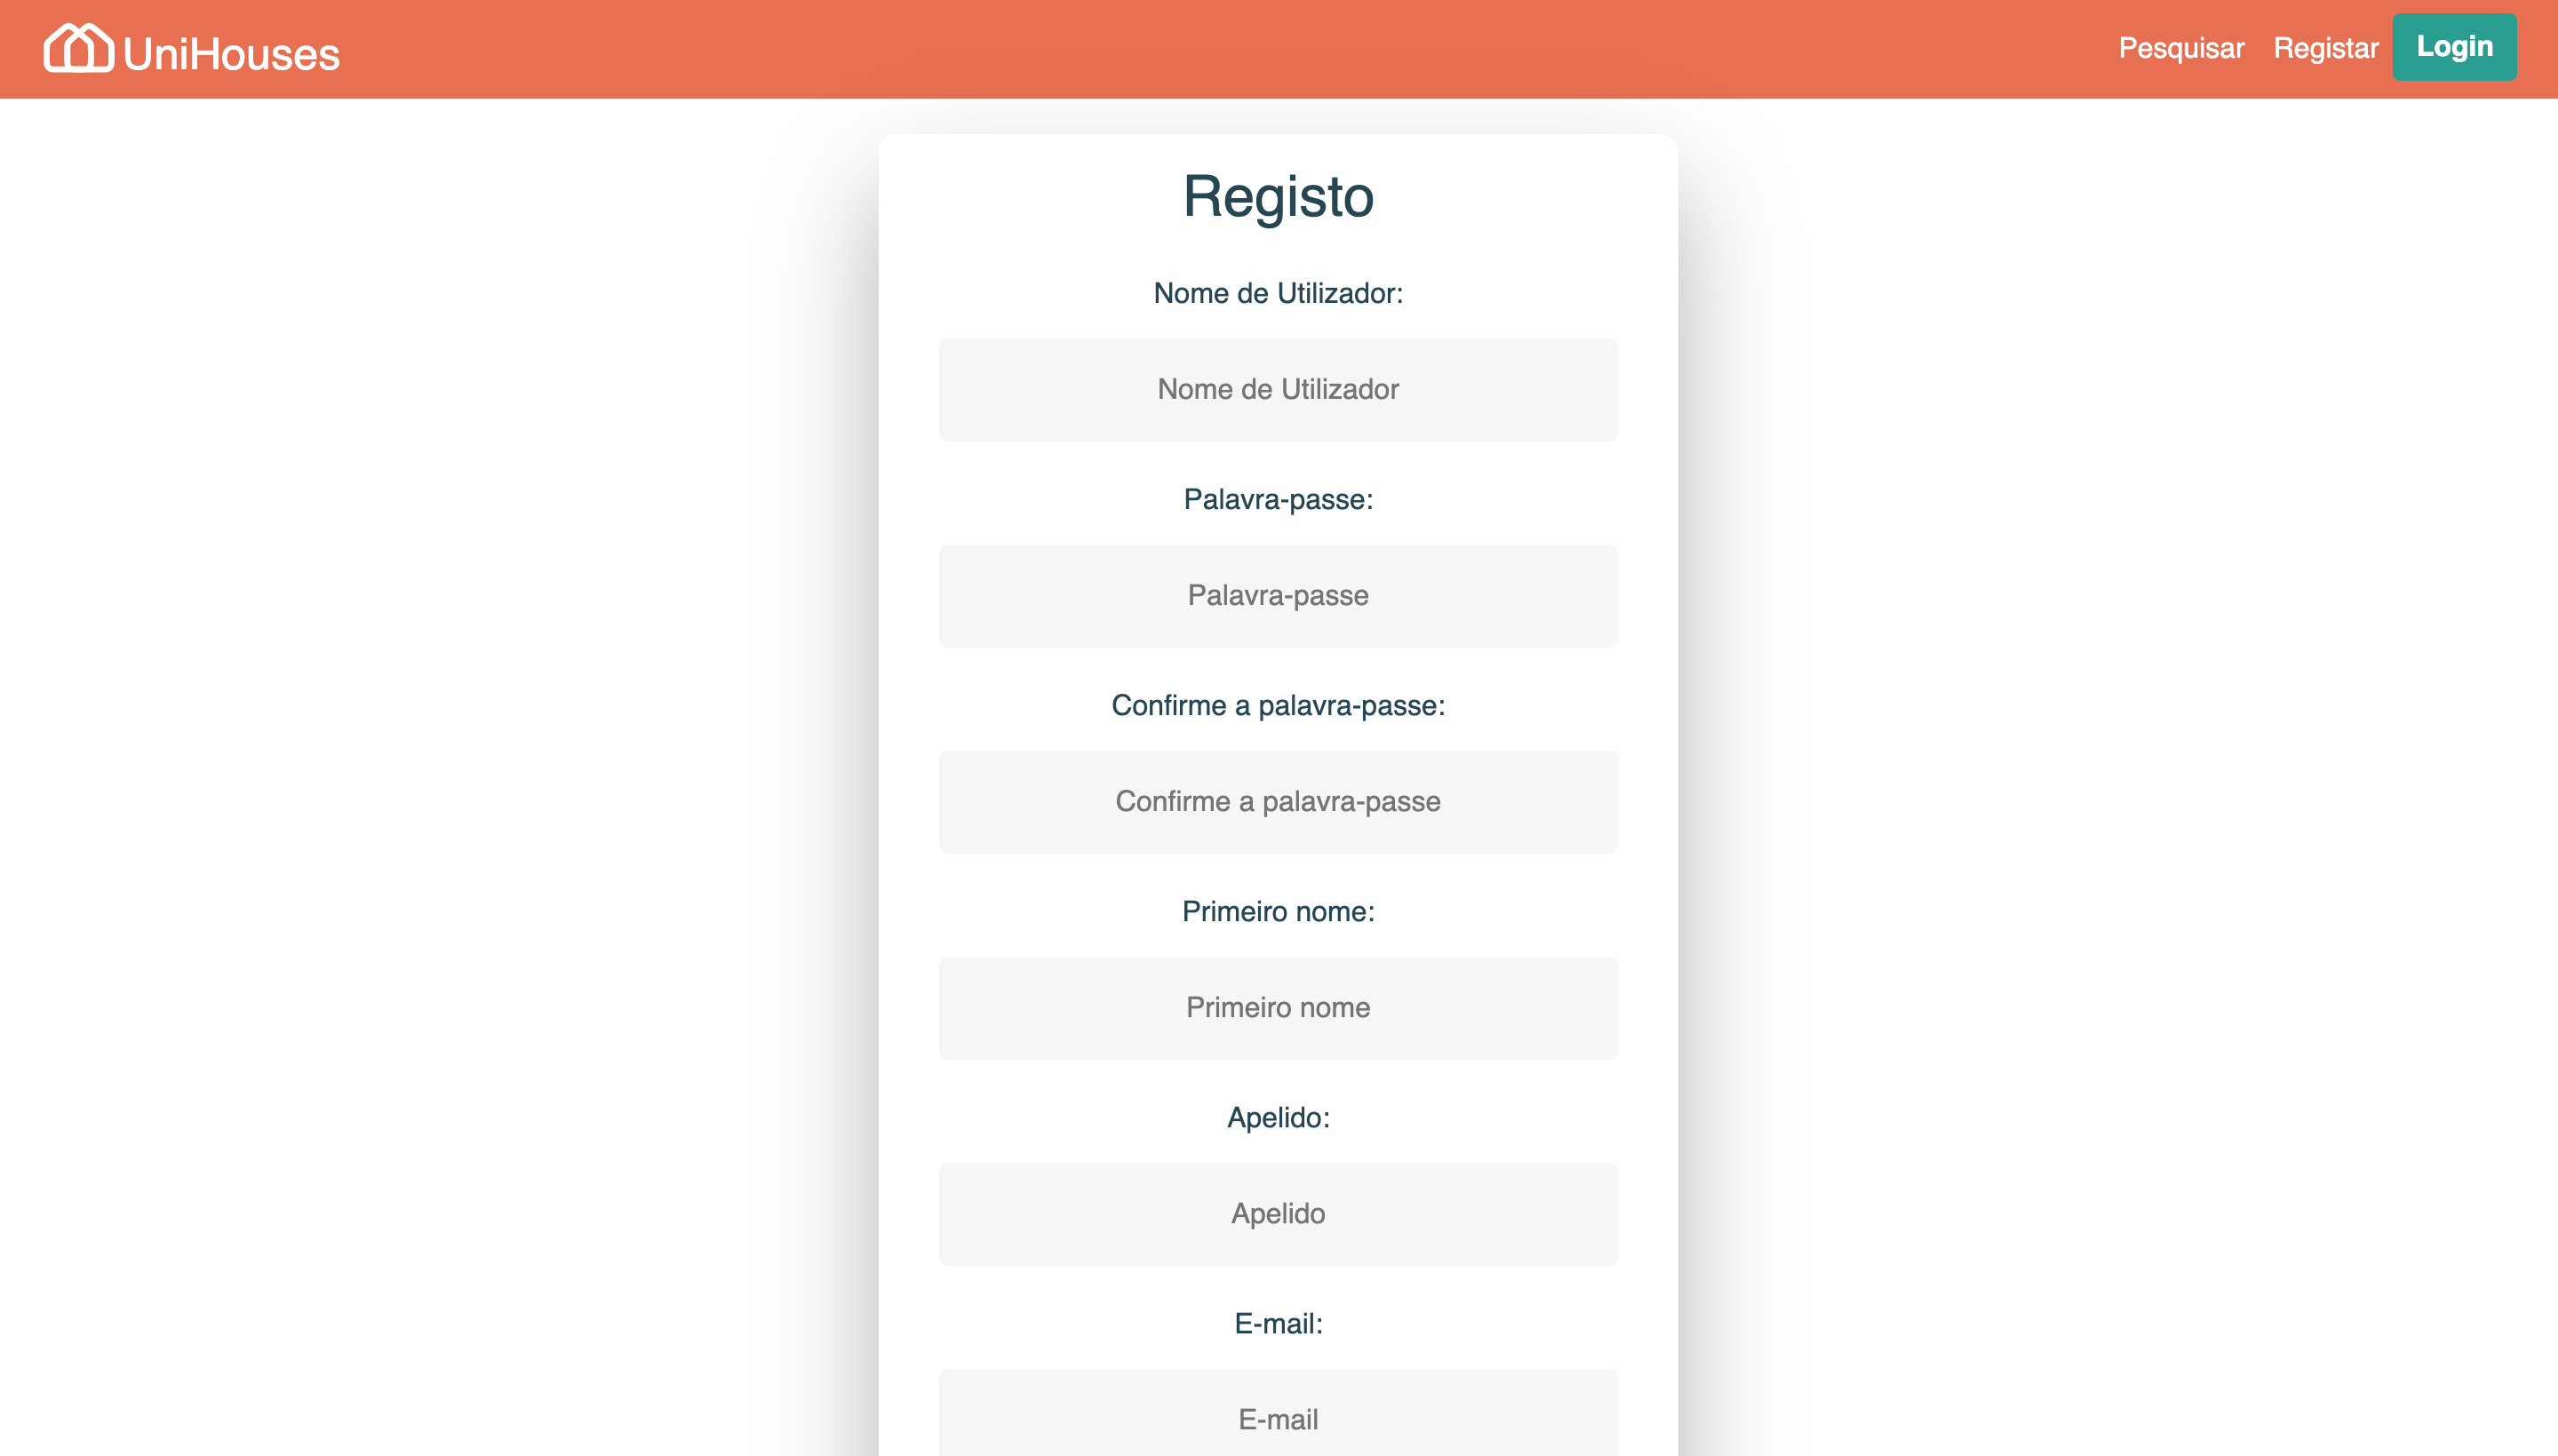 UniHouses
Pesquisar
Registar
Login
Registo
Nome de Utilizador:
Nome de Utilizador
Palavra-passe:
Palavra-passe
Confirme a palavra-passe:
Confirme a palavra-passe
Primeiro nome:
Primeiro nome
Apelido:
Apelido
E-mail:
E-mail